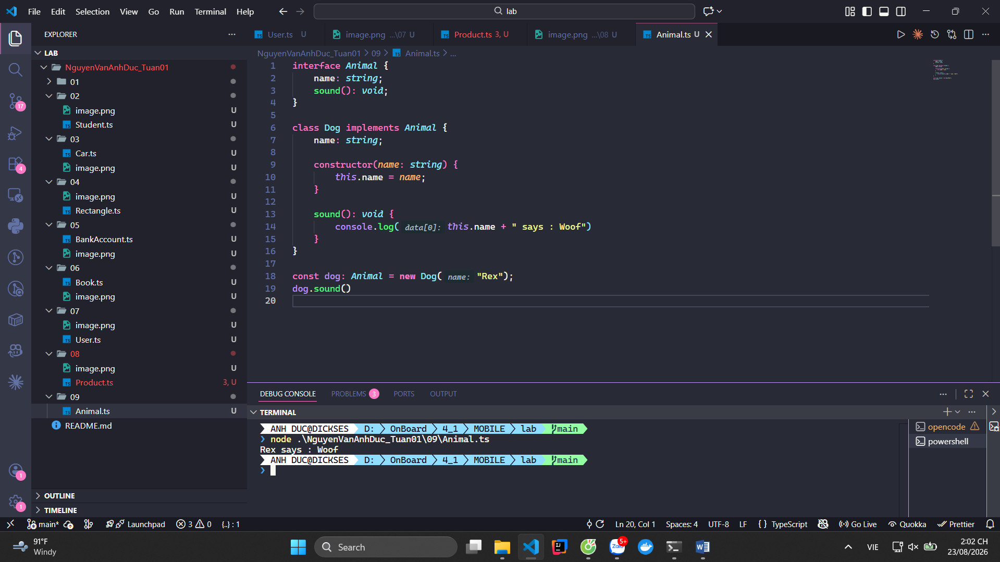 File Edit Selection View Go Run Terminal Help
lab
EXPLORER
LAB
NguyenVanAnhDuc_Tuan01
01
02
image.png U
Student.ts U
03
Car.ts U
image.png U
04
image.png U
Rectangle.ts U
05
BankAccount.ts U
image.png U
06
Book.ts U
image.png U
07
image.png U
User.ts U
08
image.png U
Product.ts 3, U
09
Animal.ts U
README.md
OUTLINE
TIMELINE
17
4
1
1
User.ts U
image.png ...\07 U
Product.ts 3, U
image.png ...\08 U
Animal.ts U
NguyenVanAnhDuc_Tuan01 > 09 > Animal.ts > ...
1 interface Animal {
2 name: string;
3 sound(): void;
4 }
5
6 class Dog implements Animal {
7 name: string;
8
9 constructor(name: string) {
10 this.name = name;
11 }
12
13 sound(): void {
14 console.log( data[0]: this.name + " says : Woof")
15 }
16 }
17
18 const dog: Animal = new Dog( name: "Rex");
19 dog.sound()
20
DEBUG CONSOLE PROBLEMS 3 PORTS OUTPUT
TERMINAL
ANH DUC@DICKSES D: OnBoard 4_1 MOBILE lab main
❯ node .\NguyenVanAnhDuc_Tuan01\09\Animal.ts
Rex says : Woof
ANH DUC@DICKSES D: OnBoard 4_1 MOBILE lab main
❯
opencode
powershell
main* Launchpad 3 0 {..} : 1
Ln 20, Col 1 Spaces: 4 UTF-8 LF { } TypeScript Go Live Quokka Prettier
91°F
Windy
Search
5+
Zalo
VIE
2:02 CH
23/08/2026